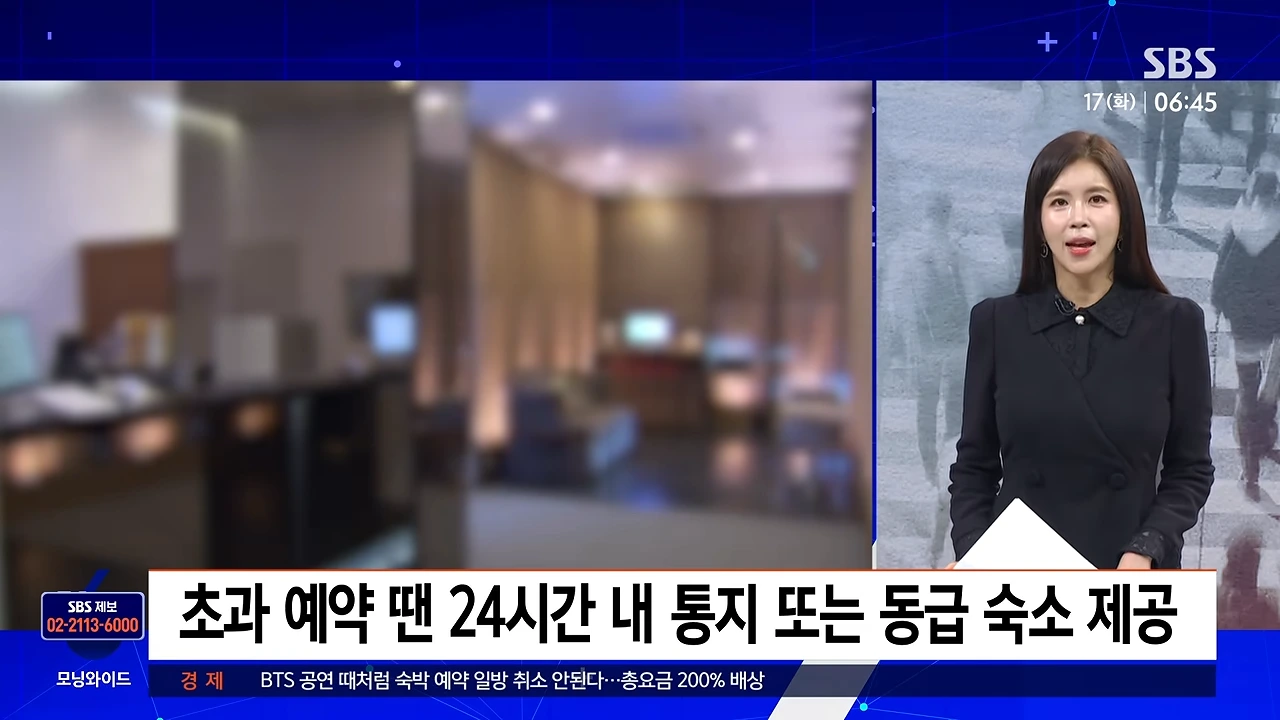 SBS
17(화) 06:45
초과 예약 땐 24시간 내 통지 또는 동급 숙소 제공
SBS 제보
02-2113-6000
모닝와이드
경제 BTS 공연 때처럼 숙박 예약 일방 취소 안된다…총요금 200% 배상